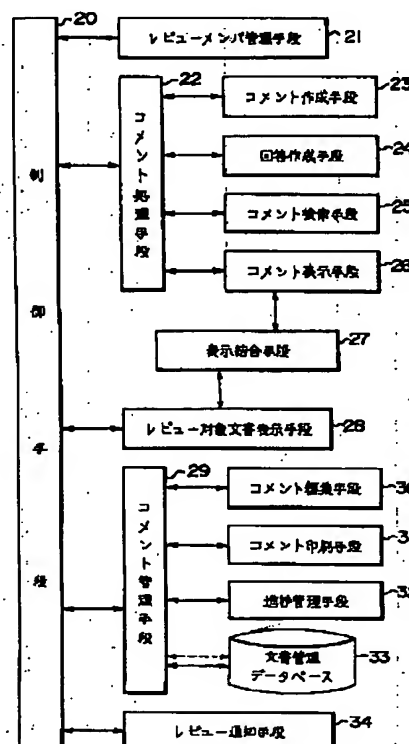 20
制御手段
レビューメンバ管理手段
21
22
コメント処理手段
コメント作成手段
23
回答作成手段
24
コメント検索手段
25
コメント表示手段
26
表示結合手段
27
レビュー対象文書表示手段
28
29
コメント管理手段
コメント編集手段
30
コメント印刷手段
進捗管理手段
文書管理
データベース
33
レビュー通知手段
34